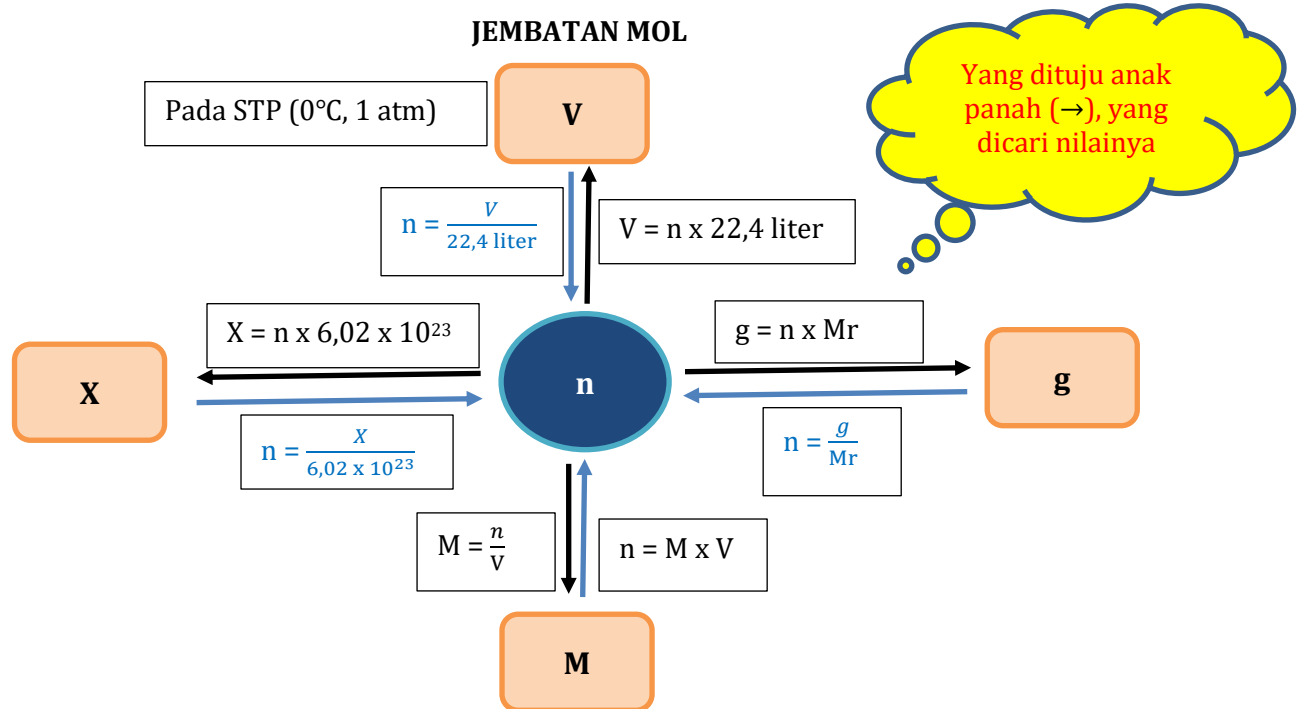 JEMBATAN MOL
Pada STP (0°C, 1 atm)
V
Yang dituju anak
panah (→), yang
dicari nilainya
n = V / 22,4 liter
V = n x 22,4 liter
X = n x 6,02 x 10²³
g = n x Mr
X
n
g
n = X / 6,02 x 10²³
n = g / Mr
M = n / V
n = M x V
M